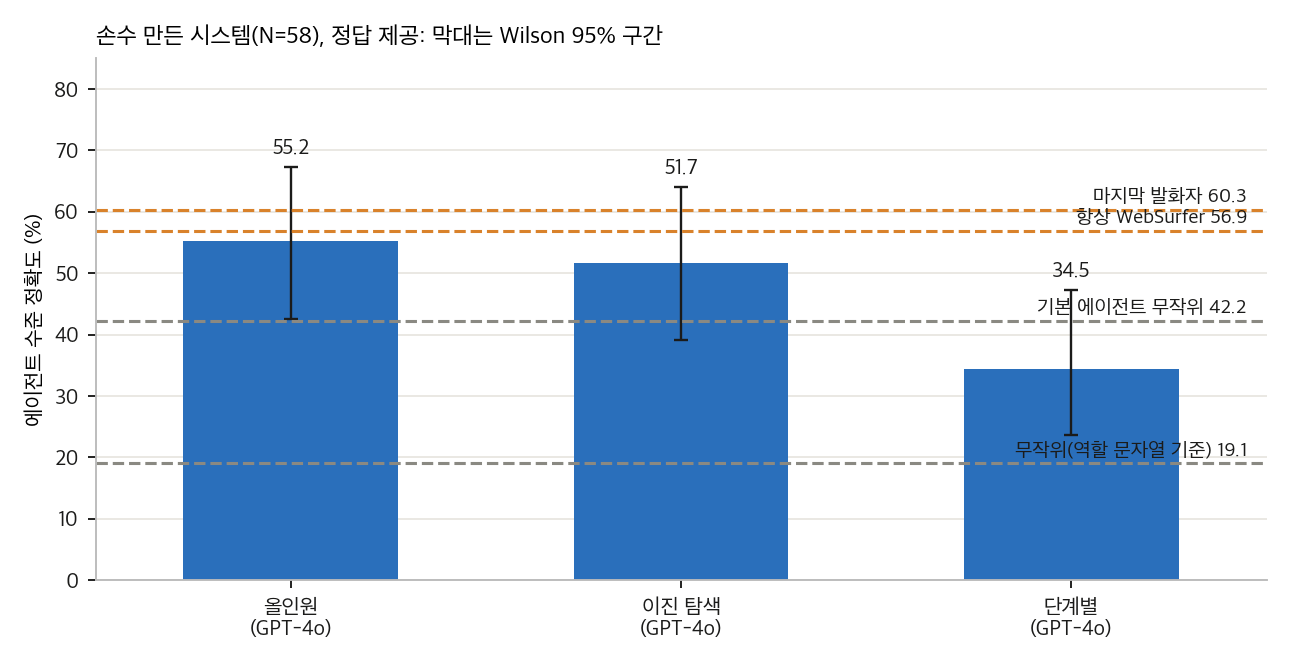 손수 만든 시스템(N=58), 정답 제공: 막대는 Wilson 95% 구간
에이전트 수준 정확도 (%)
80
70
60
50
40
30
20
10
0
55.2
51.7
34.5
마지막 발화자 60.3
항상 WebSurfer 56.9
기본 에이전트 무작위 42.2
무작위(역할 문자열 기준) 19.1
올인원
(GPT-4o)
이진 탐색
(GPT-4o)
단계별
(GPT-4o)